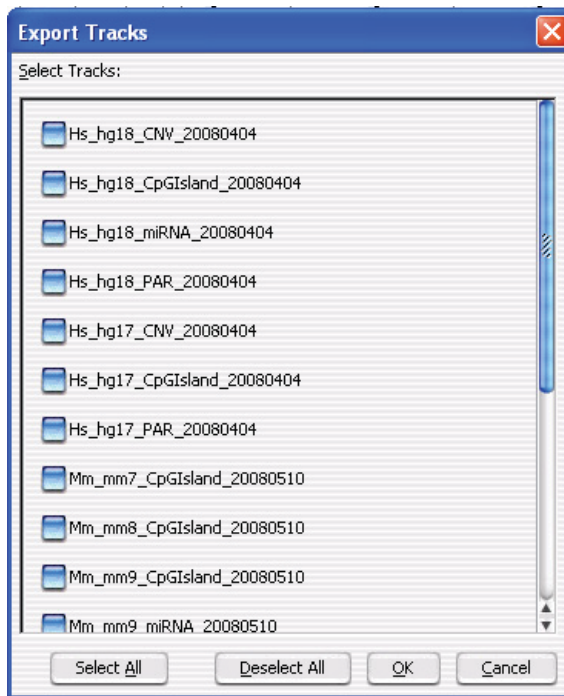 Export Tracks
Select Tracks:
Hs_hg18_CNV_20080404
Hs_hg18_CpGIsland_20080404
Hs_hg18_miRNA_20080404
Hs_hg18_PAR_20080404
Hs_hg17_CNV_20080404
Hs_hg17_CpGIsland_20080404
Hs_hg17_PAR_20080404
Mm_mm7_CpGIsland_20080510
Mm_mm8_CpGIsland_20080510
Mm_mm9_CpGIsland_20080510
Mm_mm9_miRNA_20080510
Select All Deselect All OK Cancel